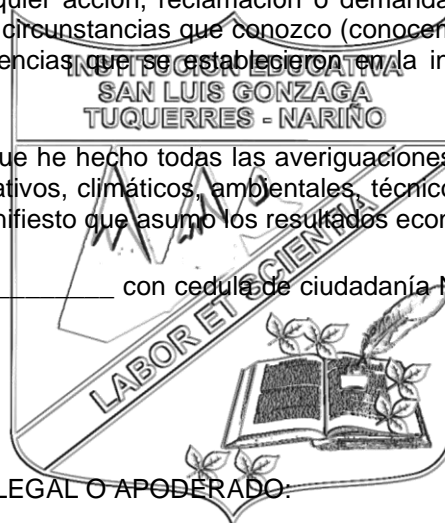 quier acción, reclamación o demanda
circunstancias que conozco (conocen
encias que se establecieron en la in
INSTITUCION EDUCATIVA
SAN LUIS GONZAGA
TUQUERRES - NARIÑO
ue he hecho todas las averiguaciones
ativos, climáticos, ambientales, técnico
nifiesto que asumo los resultados econ
__________ con cedula de ciudadanía N
LABOR ET SCIENTIA
LEGAL O APODERADO: